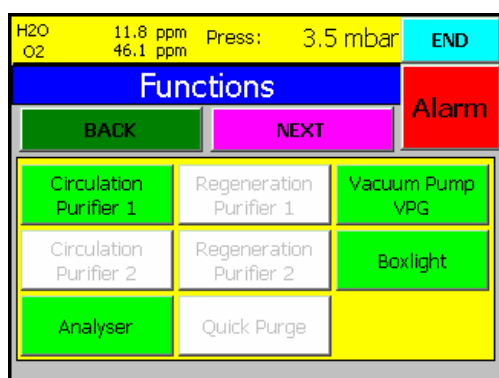 H2O 11.8 ppm Press: 3.5 mbar END
O2 46.1 ppm
Functions
Alarm
BACK NEXT
Circulation Regeneration Vacuum Pump
Purifier 1 Purifier 1 VPG
Circulation Regeneration Boxlight
Purifier 2 Purifier 2
Analyser Quick Purge